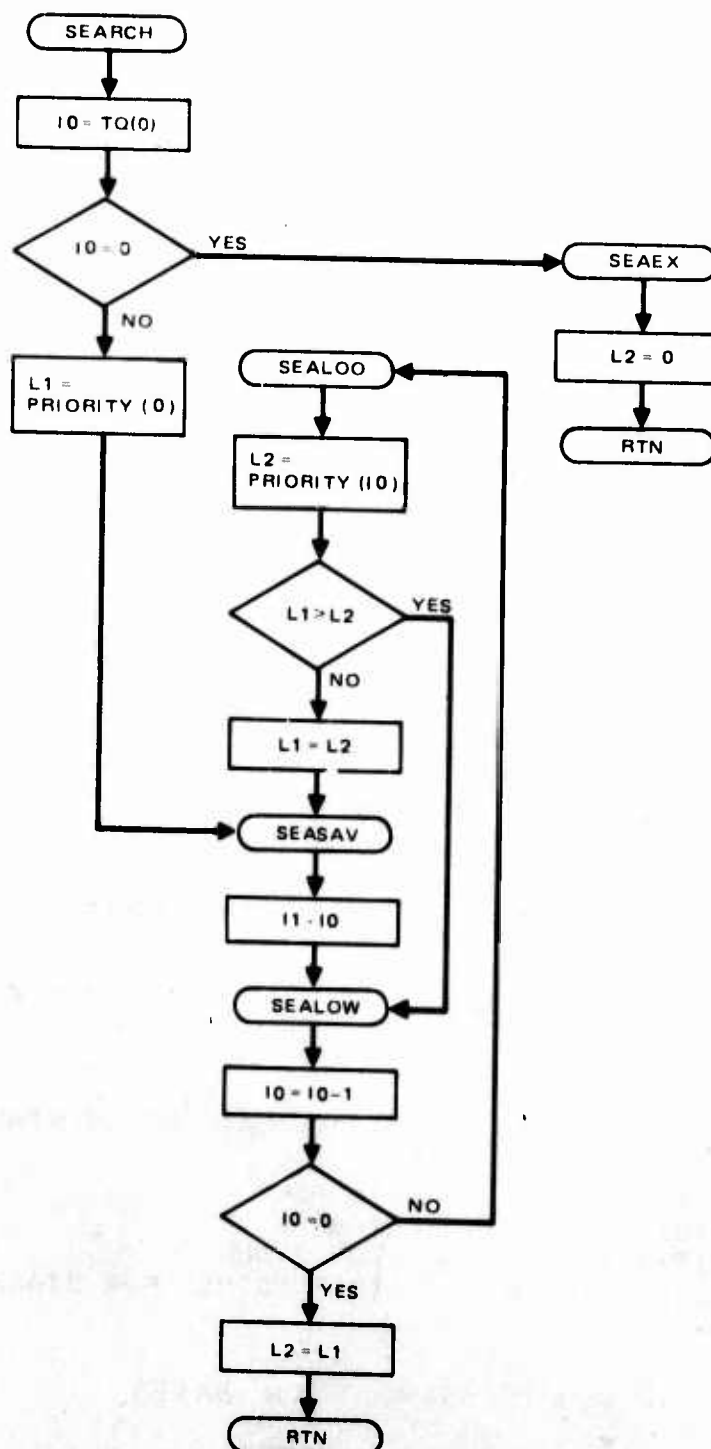 SEARCH
I0 = TQ(0)
I0 = 0
YES
NO
SEAEX
L2 = 0
RTN
L1 =
PRIORITY (0)
SEALOO
L2 =
PRIORITY (I0)
L1 > L2
YES
NO
L1 = L2
SEASAV
I1 - I0
SEALOW
I0 = I0-1
I0 = 0
NO
YES
L2 = L1
RTN